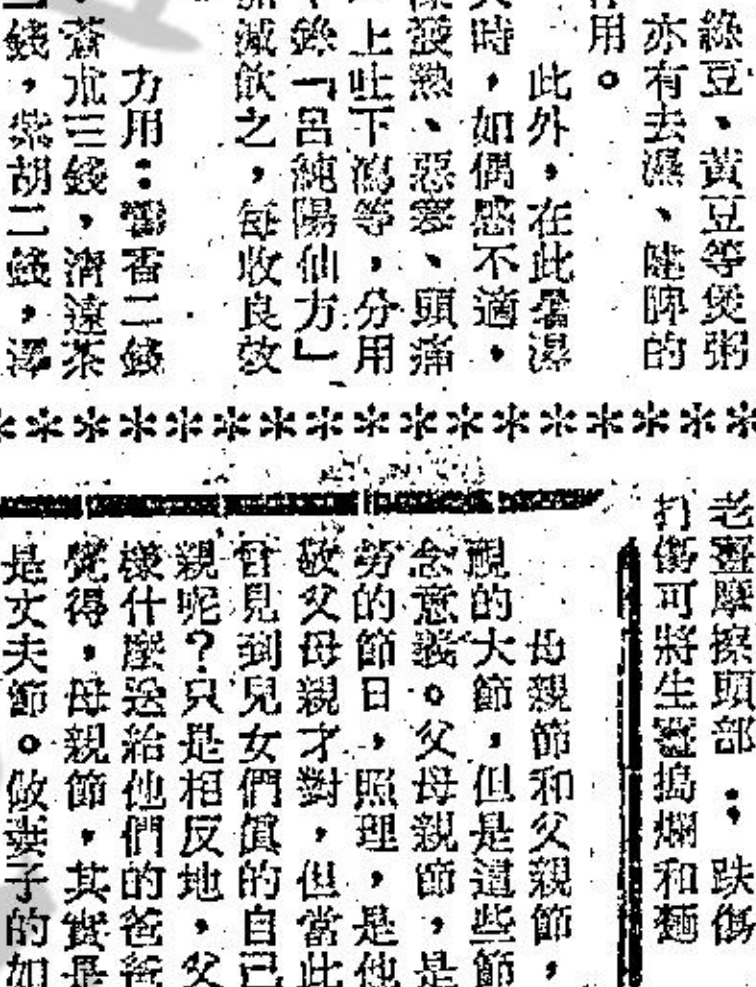 綠豆、黃豆等煲粥
亦有去濕、健脾的
用。
此外,在此暑濕
時,如偶感不適,
發熱、惡寒、頭痛
上吐下瀉等,分用
錄「呂純陽仙方」
減飲之,每收良效
方用:藿香二錢
,蒼朮三錢,濟遠茶
錢,柴胡二錢,澤
老薑摩擦頭部;跌傷
打傷可將生薑搗爛和麵
母親節和父親節,
親的大節,但是這些節
念意義。父母親節,是
勞的節日,照理,是他
敬父母親才對,但當此
曾見到兒女們眞的自己
親呢?只是相反地,父
樣什麼送給他們的爸爸
覺得,母親節,其實是
是丈夫節。做妻子的如